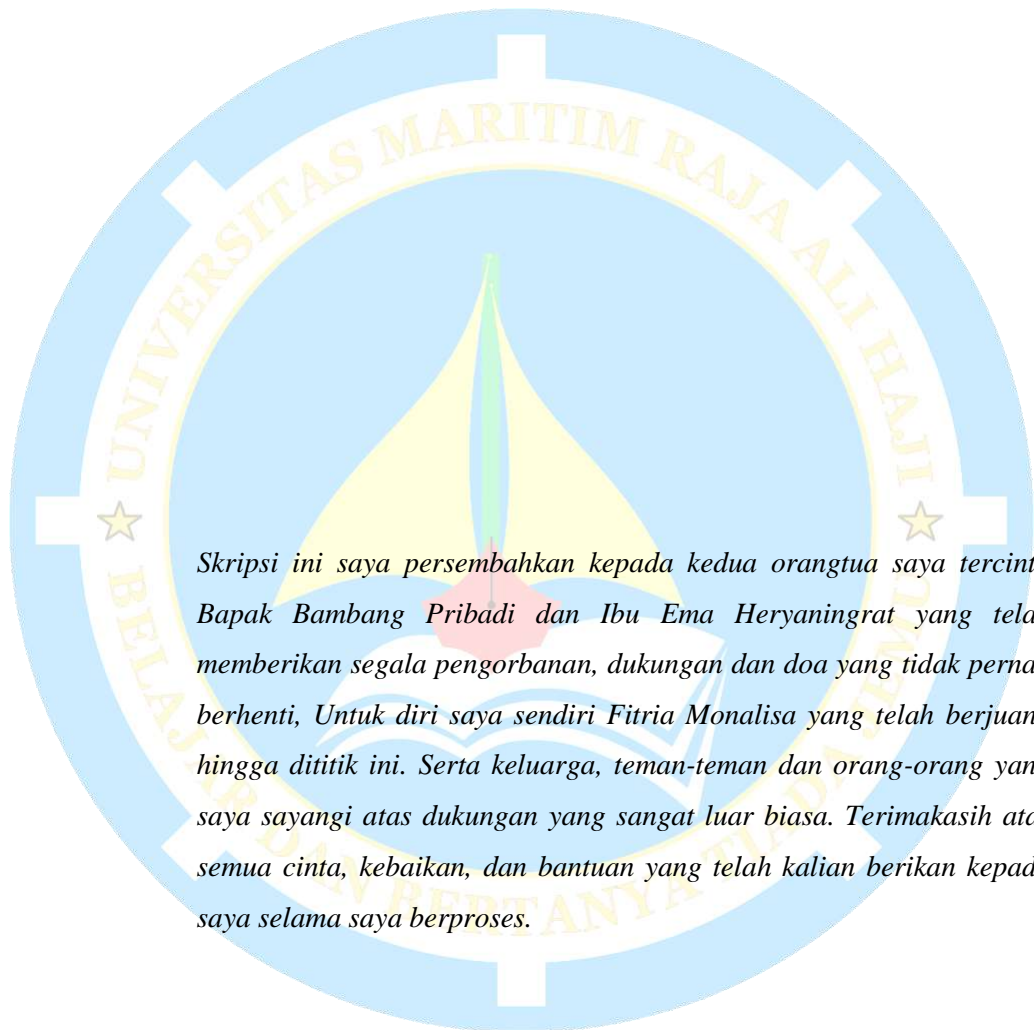 UNIVERSITAS MARITIM RAJA ALI HAJI
Skripsi ini saya persembahkan kepada kedua orangtua saya tercint
Bapak Bambang Pribadi dan Ibu Ema Heryaningrat yang tela
memberikan segala pengorbanan, dukungan dan doa yang tidak perna
berhenti, Untuk diri saya sendiri Fitria Monalisa yang telah berjuan
hingga dititik ini. Serta keluarga, teman-teman dan orang-orang yan
saya sayangi atas dukungan yang sangat luar biasa. Terimakasih ata
semua cinta, kebaikan, dan bantuan yang telah kalian berikan kepad
saya selama saya berproses.
BELAJAR DAN BERTANYA TIADA JEMU